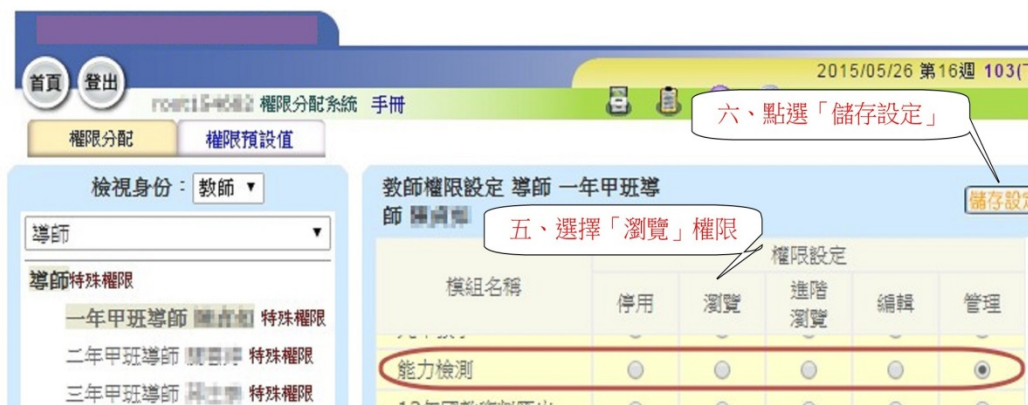 首頁
登出
2015/05/26 第16週 103(
權限分配系統 手冊
六、點選「儲存設定」
權限分配
權限預設值
檢視身份：教師
教師權限設定 導師 一年甲班導
師
儲存設定
導師
五、選擇「瀏覽」權限
權限設定
導師特殊權限
模組名稱
停用
瀏覽
進階
瀏覽
編輯
管理
一年甲班導師
特殊權限
二年甲班導師
特殊權限
能力檢測
三年甲班導師
特殊權限